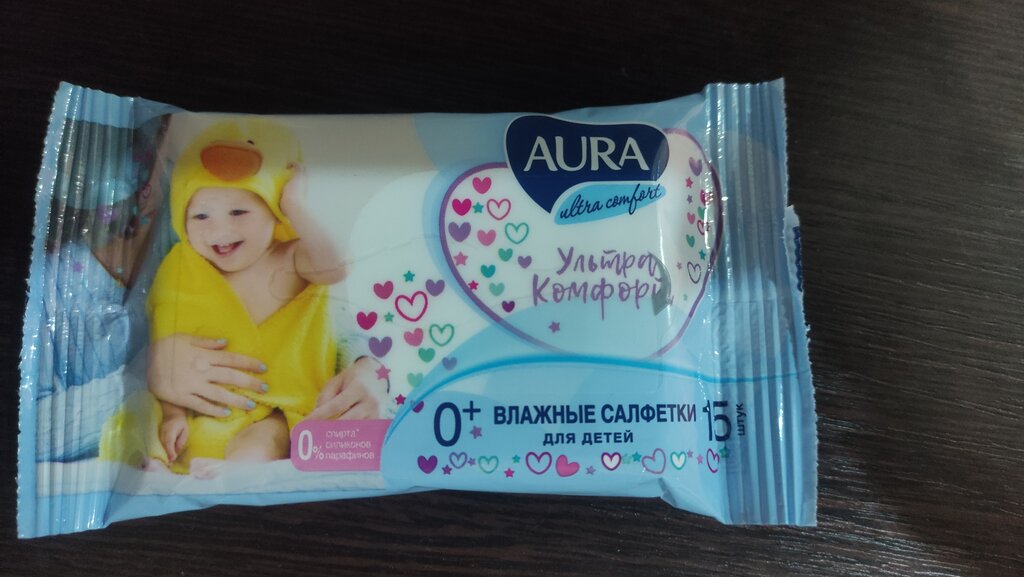 AURA
ultra comfort
Ультра
Комфорт
0+ ВЛАЖНЫЕ САЛФЕТКИ 15 штук
ДЛЯ ДЕТЕЙ
0% спирта*
силиконов
парафинов